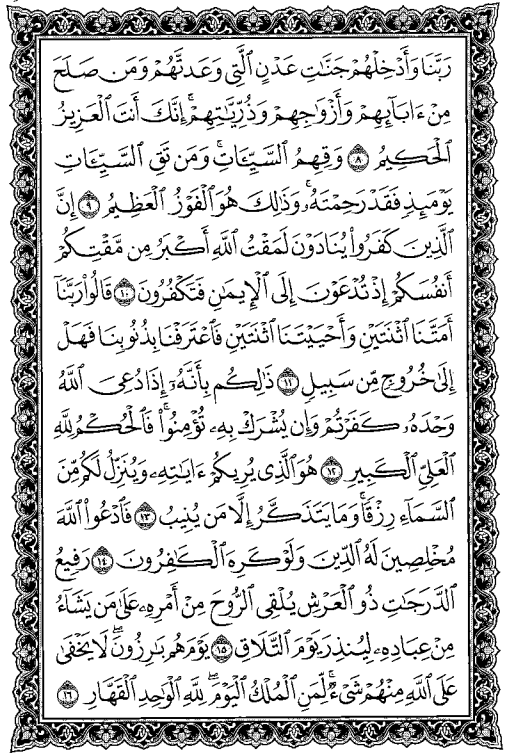 رَبَّنَا وَأَدْخِلْهُمْ جَنَّـٰتِ عَدْنٍ ٱلَّتِى وَعَدتَّهُمْ وَمَن صَلَحَ
مِنْ ءَابَآئِهِمْ وَأَزْوَٰجِهِمْ وَذُرِّيَّـٰتِهِمْ ۚ إِنَّكَ أَنتَ ٱلْعَزِيزُ
ٱلْحَكِيمُ ٨ وَقِهِمُ ٱلسَّيِّـَٔاتِ ۚ وَمَن تَقِ ٱلسَّيِّـَٔاتِ
يَوْمَئِذٍ فَقَدْ رَحِمْتَهُۥ ۚ وَذَٰلِكَ هُوَ ٱلْفَوْزُ ٱلْعَظِيمُ ٩ إِنَّ
ٱلَّذِينَ كَفَرُوا۟ يُنَادَوْنَ لَمَقْتُ ٱللَّهِ أَكْبَرُ مِن مَّقْتِكُمْ
أَنفُسَكُمْ إِذْ تُدْعَوْنَ إِلَى ٱلْإِيمَـٰنِ فَتَكْفُرُونَ ١٠ قَالُوا۟ رَبَّنَآ
أَمَتَّنَا ٱثْنَتَيْنِ وَأَحْيَيْتَنَا ٱثْنَتَيْنِ فَٱعْتَرَفْنَا بِذُنُوبِنَا فَهَلْ
إِلَىٰ خُرُوجٍ مِّن سَبِيلٍ ١١ ذَٰلِكُم بِأَنَّهُۥٓ إِذَا دُعِىَ ٱللَّهُ
وَحْدَهُۥ كَفَرْتُمْ ۖ وَإِن يُشْرَكْ بِهِۦ تُؤْمِنُوا۟ ۚ فَٱلْحُكْمُ لِلَّهِ
ٱلْعَلِىِّ ٱلْكَبِيرِ ١٢ هُوَ ٱلَّذِى يُرِيكُمْ ءَايَـٰتِهِۦ وَيُنَزِّلُ لَكُم مِّنَ
ٱلسَّمَآءِ رِزْقًا ۚ وَمَا يَتَذَكَّرُ إِلَّا مَن يُنِيبُ ١٣ فَٱدْعُوا۟ ٱللَّهَ
مُخْلِصِينَ لَهُ ٱلدِّينَ وَلَوْ كَرِهَ ٱلْكَـٰفِرُونَ ١٤ رَفِيعُ
ٱلدَّرَجَـٰتِ ذُو ٱلْعَرْشِ يُلْقِى ٱلرُّوحَ مِنْ أَمْرِهِۦ عَلَىٰ مَن يَشَآءُ
مِنْ عِبَادِهِۦ لِيُنذِرَ يَوْمَ ٱلتَّلَاقِ ١٥ يَوْمَ هُم بَـٰرِزُونَ ۖ لَا يَخْفَىٰ
عَلَى ٱللَّهِ مِنْهُمْ شَىْءٌ ۚ لِّمَنِ ٱلْمُلْكُ ٱلْيَوْمَ ۖ لِلَّهِ ٱلْوَٰحِدِ ٱلْقَهَّارِ ١٦